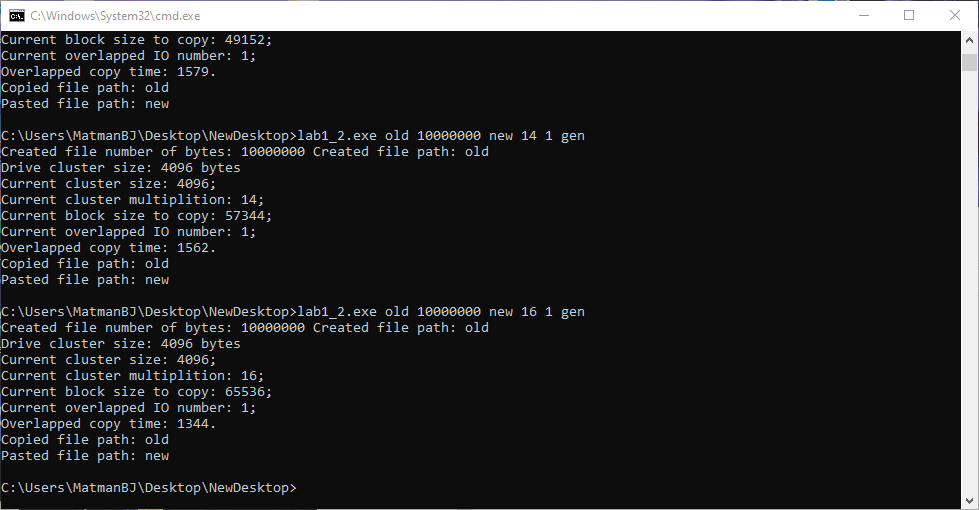 C:\Windows\System32\cmd.exe
Current block size to copy: 49152;
Current overlapped IO number: 1;
Overlapped copy time: 1579.
Copied file path: old
Pasted file path: new
C:\Users\MatmanBJ\Desktop\NewDesktop>lab1_2.exe old 10000000 new 14 1 gen
Created file number of bytes: 10000000 Created file path: old
Drive cluster size: 4096 bytes
Current cluster size: 4096;
Current cluster multiplition: 14;
Current block size to copy: 57344;
Current overlapped IO number: 1;
Overlapped copy time: 1562.
Copied file path: old
Pasted file path: new
C:\Users\MatmanBJ\Desktop\NewDesktop>lab1_2.exe old 10000000 new 16 1 gen
Created file number of bytes: 10000000 Created file path: old
Drive cluster size: 4096 bytes
Current cluster size: 4096;
Current cluster multiplition: 16;
Current block size to copy: 65536;
Current overlapped IO number: 1;
Overlapped copy time: 1344.
Copied file path: old
Pasted file path: new
C:\Users\MatmanBJ\Desktop\NewDesktop>